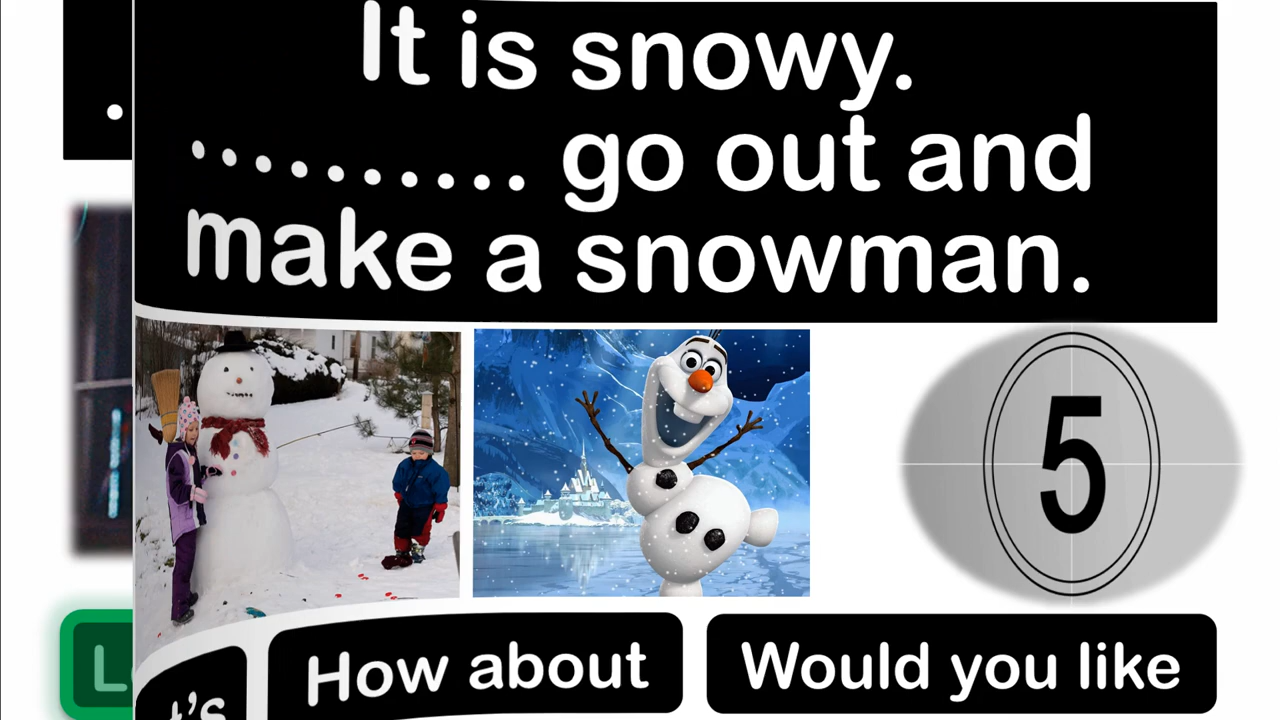 It is snowy.
.......... go out and
make a snowman.
5
How about
Would you like